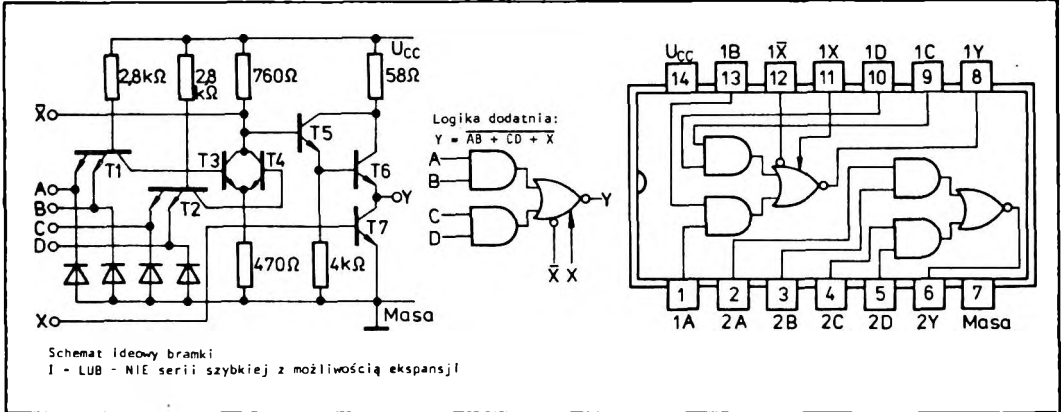 U_CC
2,8kΩ
2,8 kΩ
760Ω
58Ω
X̅
T1
T3
T4
T5
T6
T2
T7
A
B
C
D
Y
470Ω
4kΩ
X
Masa
Schemat ideowy bramki
I - LUB - NIE serii szybkiej z możliwością ekspansji
Logika dodatnia:
Y = \overline{AB + CD + X}
A
B
C
D
Y
X̅ X
U_CC 1B 1X̅ 1X 1D 1C 1Y
14 13 12 11 10 9 8
1 2 3 4 5 6 7
1A 2A 2B 2C 2D 2Y Masa